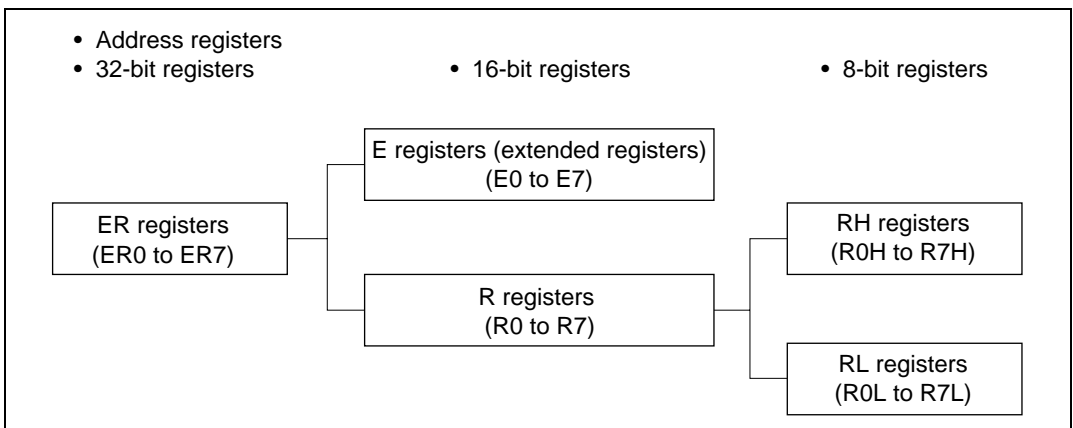 • Address registers
• 32-bit registers
• 16-bit registers
• 8-bit registers
E registers (extended registers)
(E0 to E7)
ER registers
(ER0 to ER7)
RH registers
(R0H to R7H)
R registers
(R0 to R7)
RL registers
(R0L to R7L)